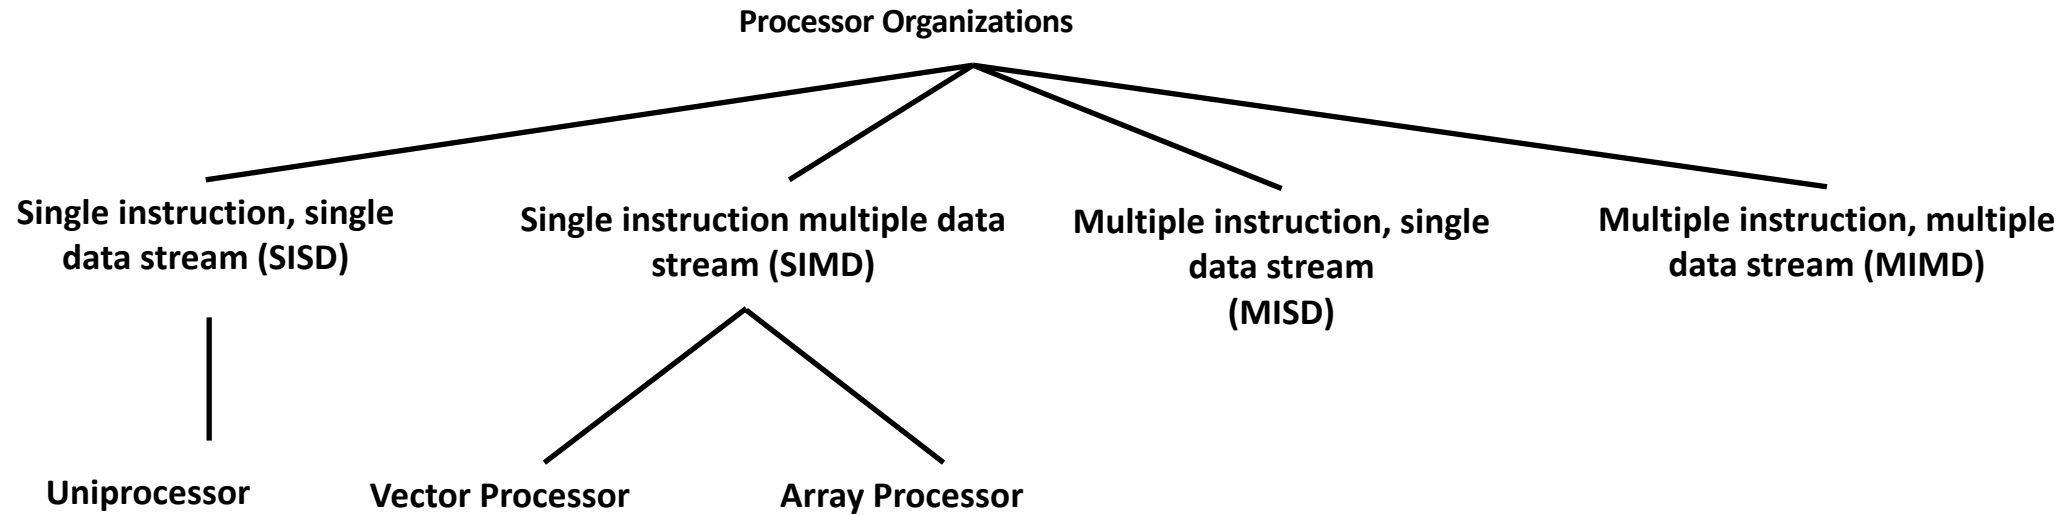 Processor Organizations
Single instruction, single
data stream (SISD)
Single instruction multiple data
stream (SIMD)
Multiple instruction, single
data stream
(MISD)
Multiple instruction, multiple
data stream (MIMD)
Uniprocessor
Vector Processor
Array Processor